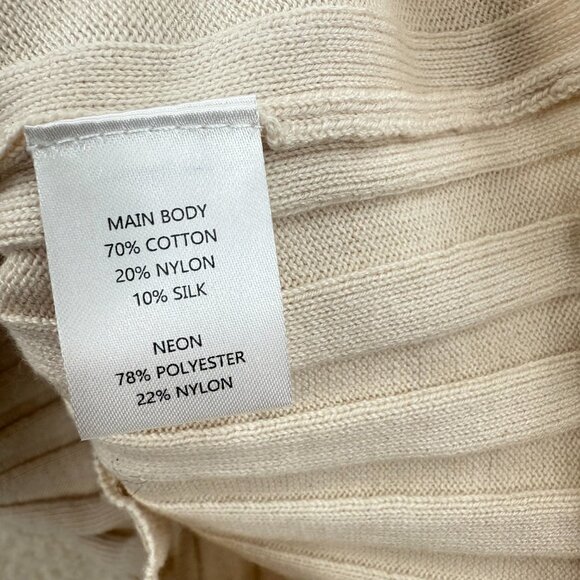 MAIN BODY
70% COTTON
20% NYLON
10% SILK
NEON
78% POLYESTER
22% NYLON